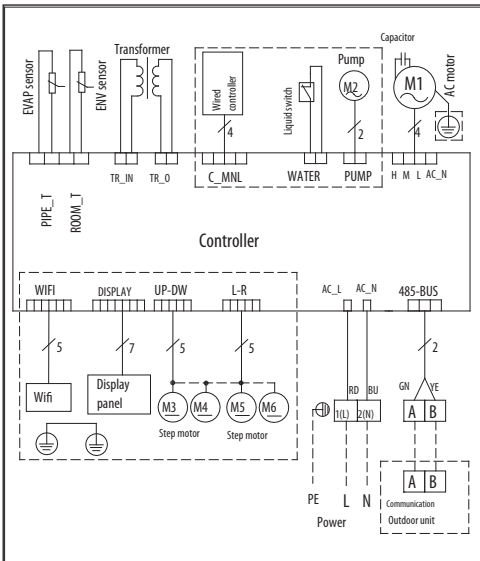 EVAP sensor
ENV sensor
Transformer
Wired
controller
4
Liquid switch
Pump
M2
2
Capacitor
M1
AC motor
4
PIPE_T
ROOM_T
TR_IN
TR_O
C_MNL
WATER
PUMP
H M L AC_N
Controller
WIFI
DISPLAY
UP-DW
L-R
AC_L
AC_N
485-BUS
5
7
5
5
2
Wifi
Display
panel
M3
M4
M5
M6
Step motor
Step motor
RD
BU
GN
YE
1(L)
2(N)
A B
PE
L
N
Power
A B
Communication
Outdoor unit